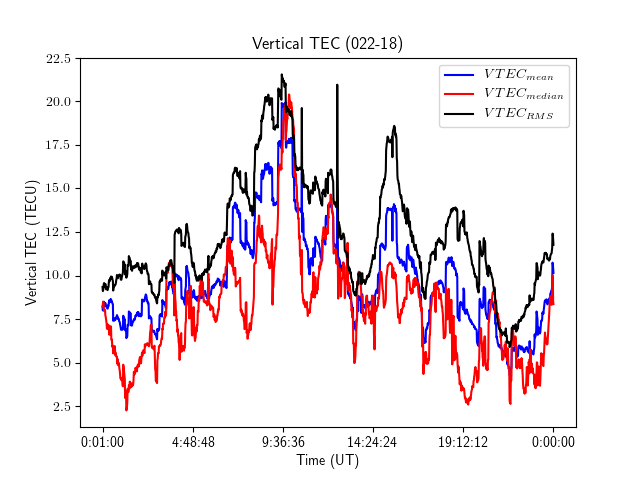 Vertical TEC (022-18)
VTEC_mean
VTEC_median
VTEC_RMS
Vertical TEC (TECU)
22.5
20.0
17.5
15.0
12.5
10.0
7.5
5.0
2.5
0:01:00 4:48:48 9:36:36 14:24:24 19:12:12 0:00:00
Time (UT)